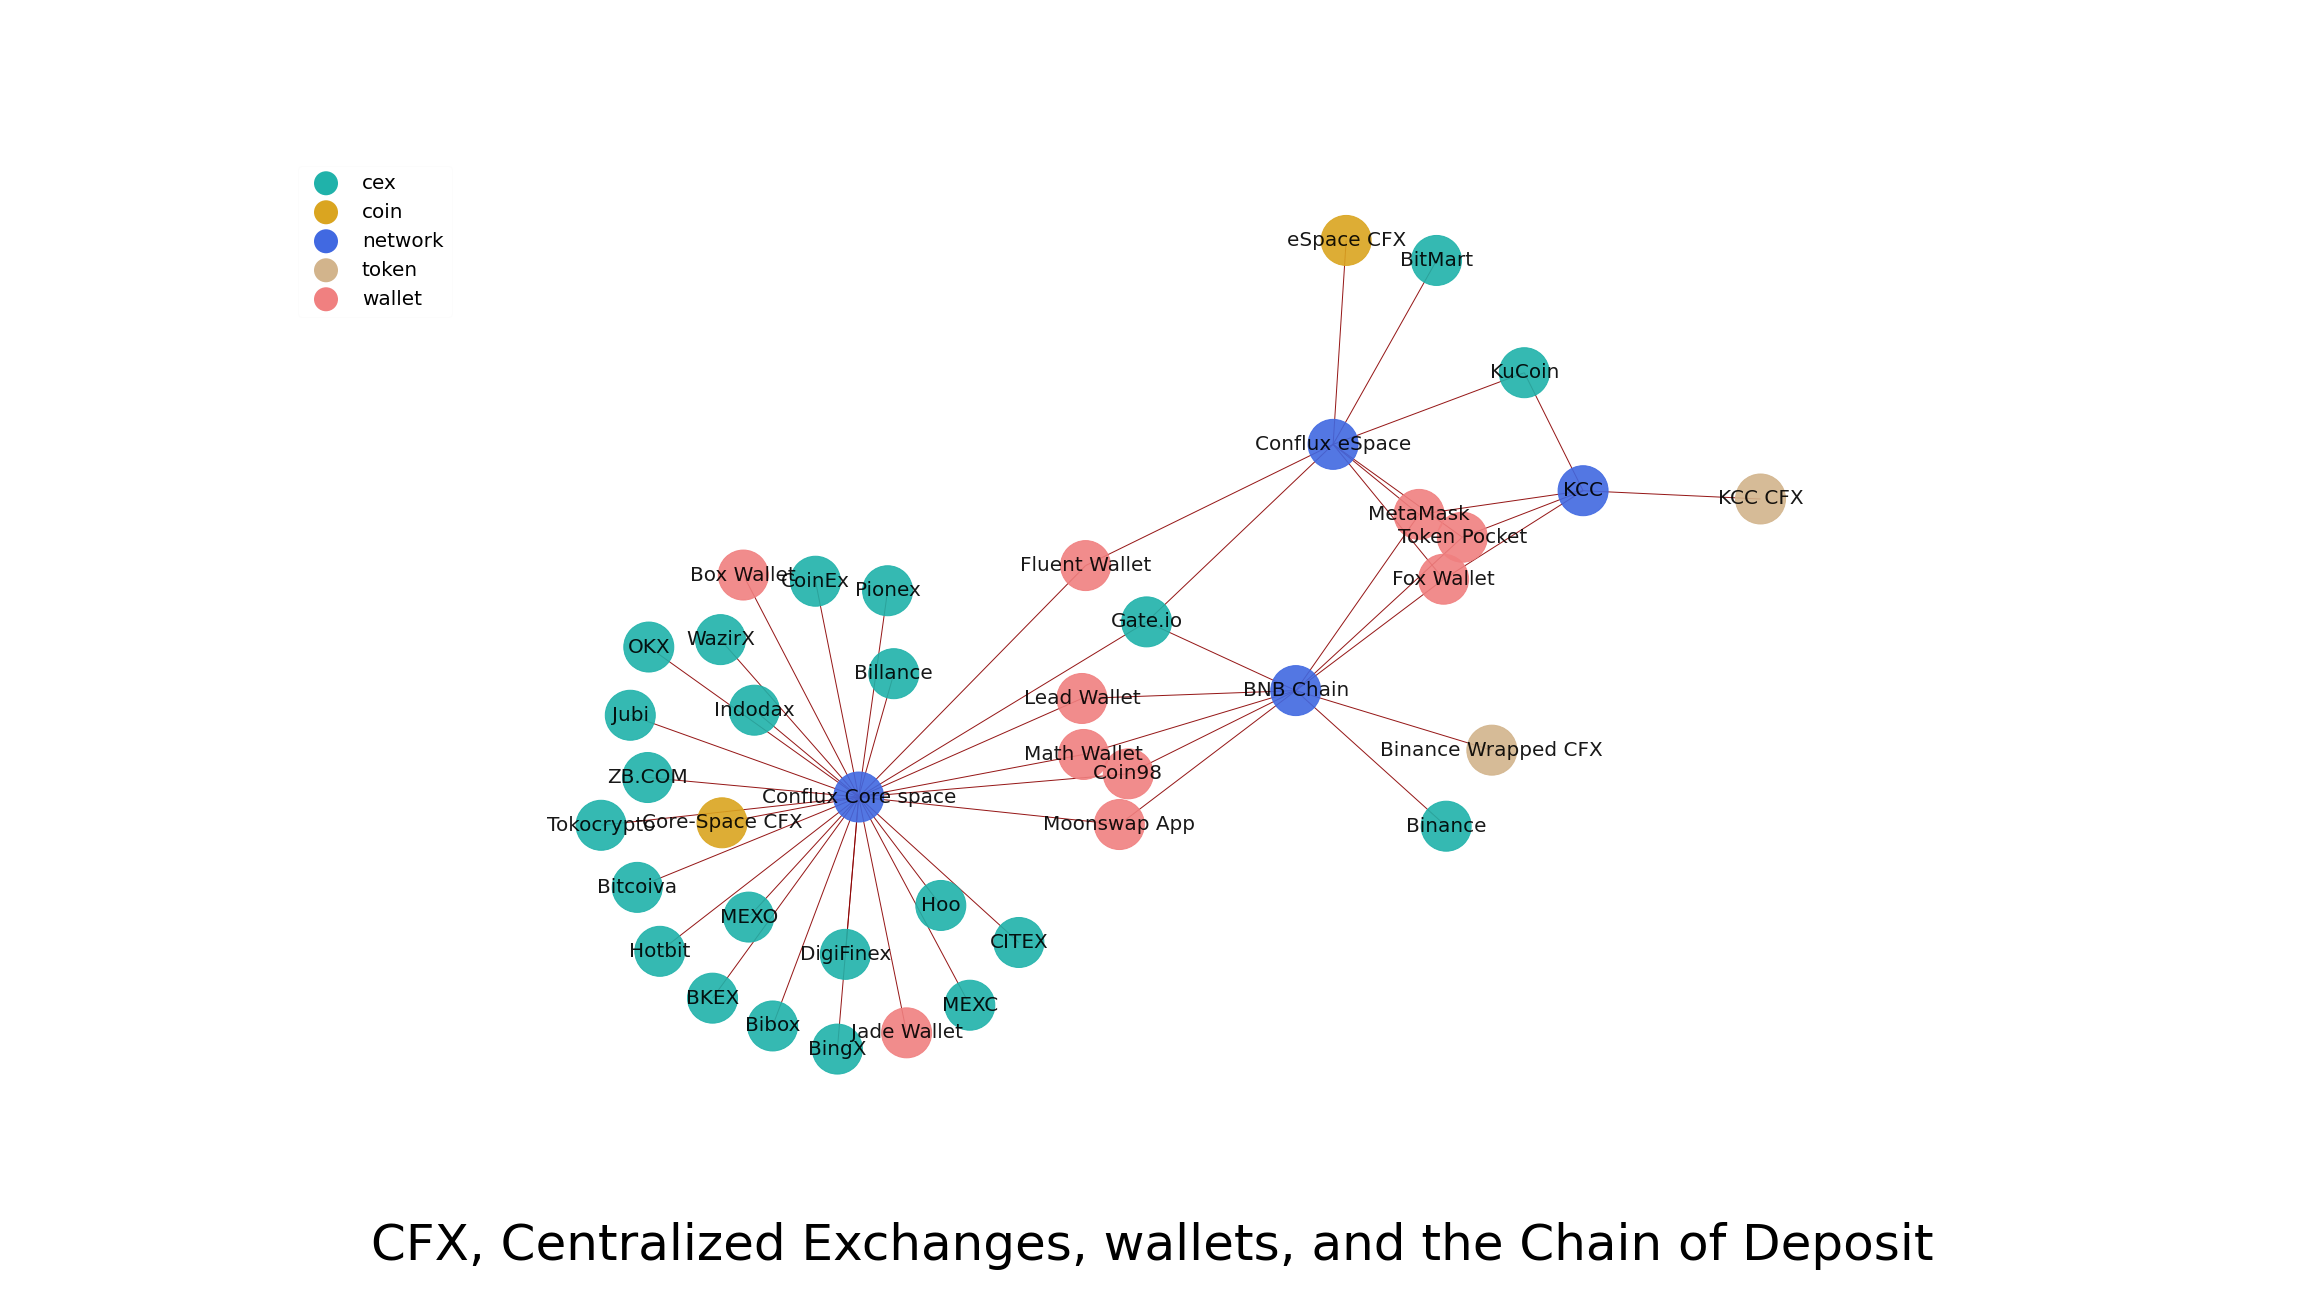 cex
coin
network
token
wallet
eSpace CFX
BitMart
KuCoin
Conflux eSpace
KCC
KCC CFX
MetaMask
Token Pocket
Fox Wallet
Fluent Wallet
Box Wallet
CoinEx
Pionex
Gate.io
WazirX
OKX
Billance
BNB Chain
Lead Wallet
Indodax
Jubi
Math Wallet
Binance Wrapped CFX
Coin98
ZB.COM
Conflux Core space
Tokocrypto
Core-Space CFX
Moonswap App
Binance
Bitcoiva
Hoo
MEXO
CITEX
Hotbit
DigiFinex
BKEX
MEXC
Bibox
Jade Wallet
BingX
CFX, Centralized Exchanges, wallets, and the Chain of Deposit